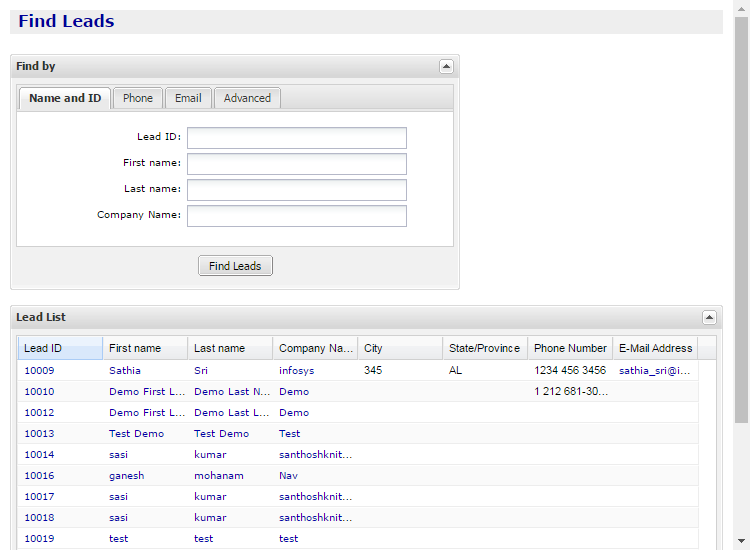 Find Leads
Find by
Name and ID Phone Email Advanced
Lead ID:
First name:
Last name:
Company Name:
Find Leads
Lead List
Lead ID First name Last name Company Na... City State/Province Phone Number E-Mail Address
10009 Sathia Sri infosys 345 AL 1234 456 3456 sathia_sri@i...
10010 Demo First L... Demo Last N... Demo 1 212 681-30...
10012 Demo First L... Demo Last L... Demo
10013 Test Demo Test Demo Test
10014 sasi kumar santhoshknit...
10016 ganesh mohanam Nav
10017 sasi kumar santhoshknit...
10018 sasi kumar santhoshknit...
10019 test test test